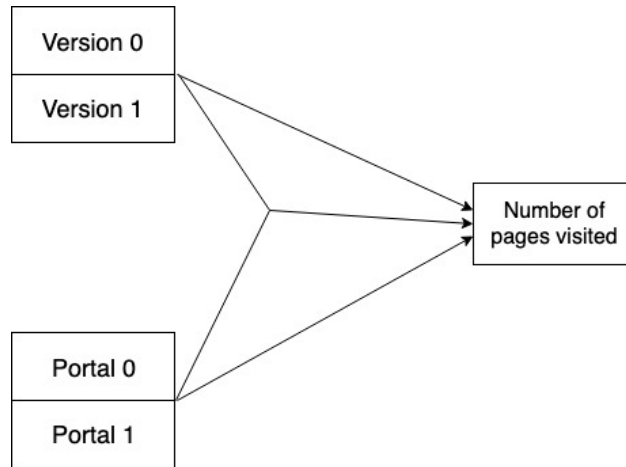 Version 0
Version 1
Number of
pages visited
Portal 0
Portal 1